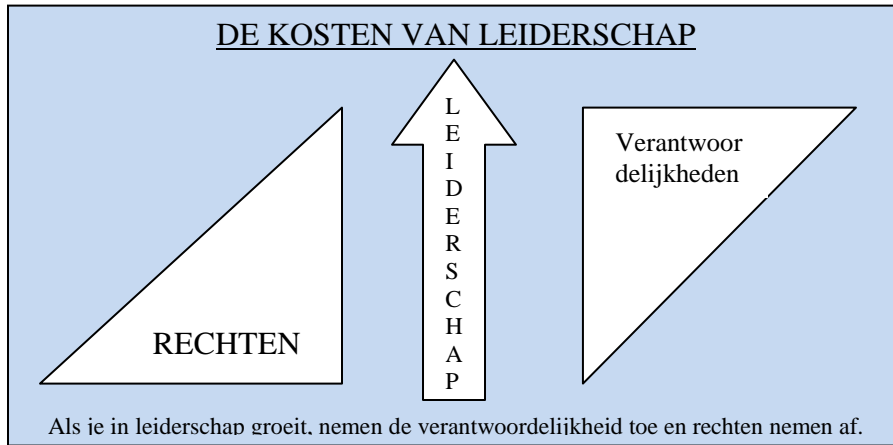 DE KOSTEN VAN LEIDERSCHAP
L
E
I
D
E
R
S
C
H
A
P
Verantwoor
delijkheden
RECHTEN
Als je in leiderschap groeit, nemen de verantwoordelijkheid toe en rechten nemen af.